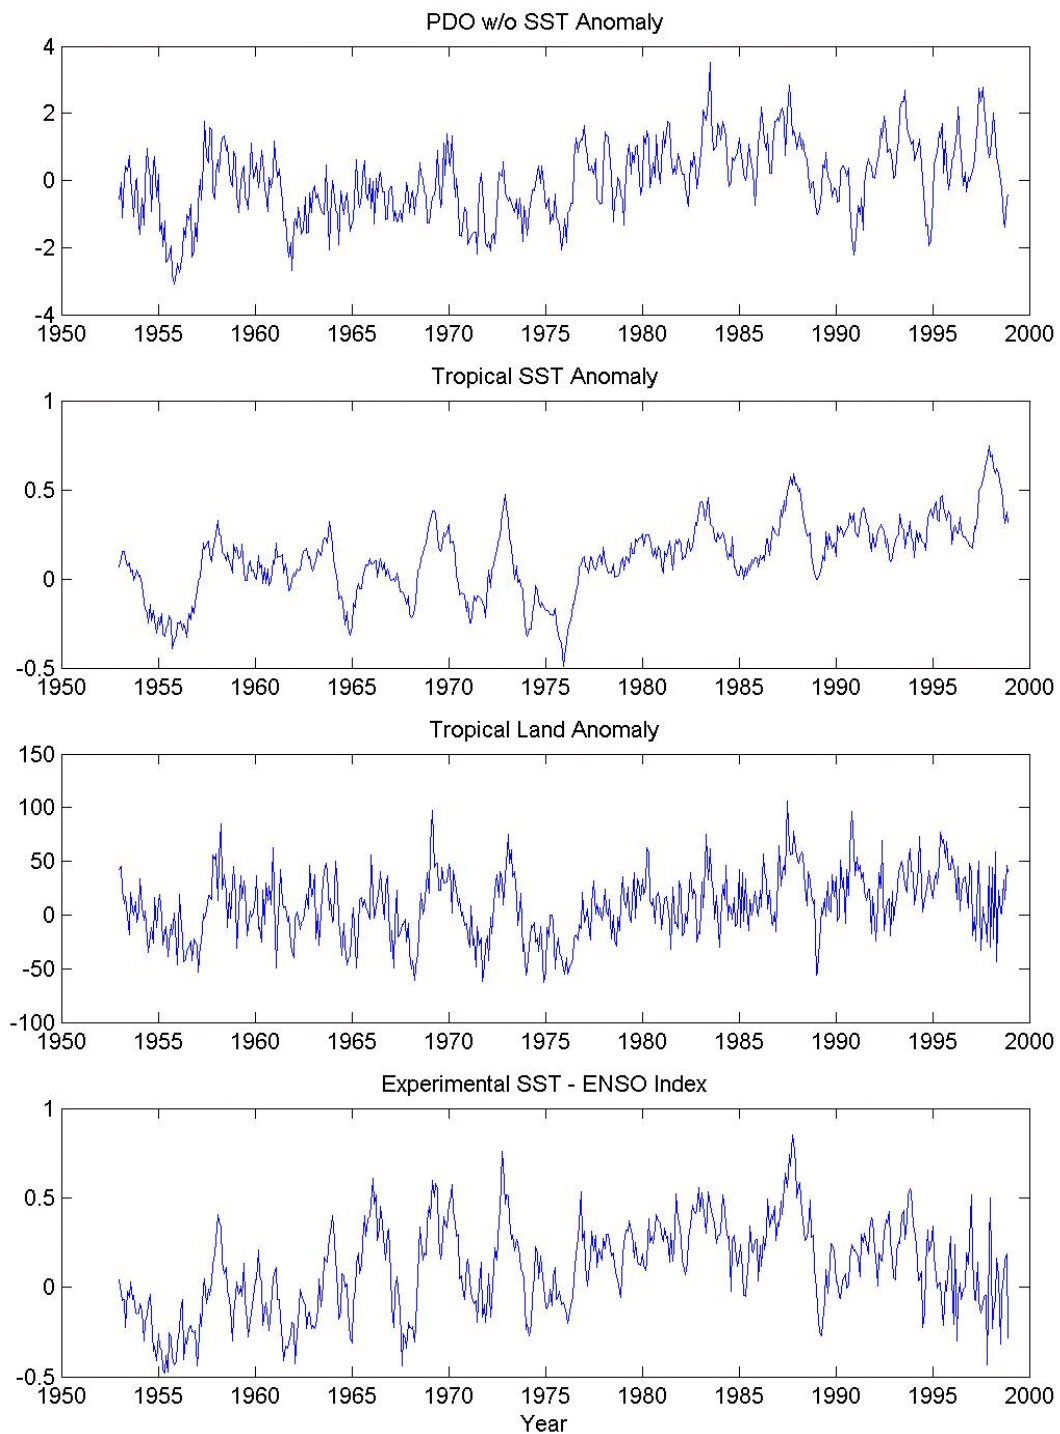 PDO w/o SST Anomaly
4
2
0
-2
-4
1950 1955 1960 1965 1970 1975 1980 1985 1990 1995 2000
Tropical SST Anomaly
1
0.5
0
-0.5
1950 1955 1960 1965 1970 1975 1980 1985 1990 1995 2000
Tropical Land Anomaly
150
100
50
0
-50
-100
1950 1955 1960 1965 1970 1975 1980 1985 1990 1995 2000
Experimental SST - ENSO Index
1
0.5
0
-0.5
1950 1955 1960 1965 1970 1975 1980 1985 1990 1995 2000
Year